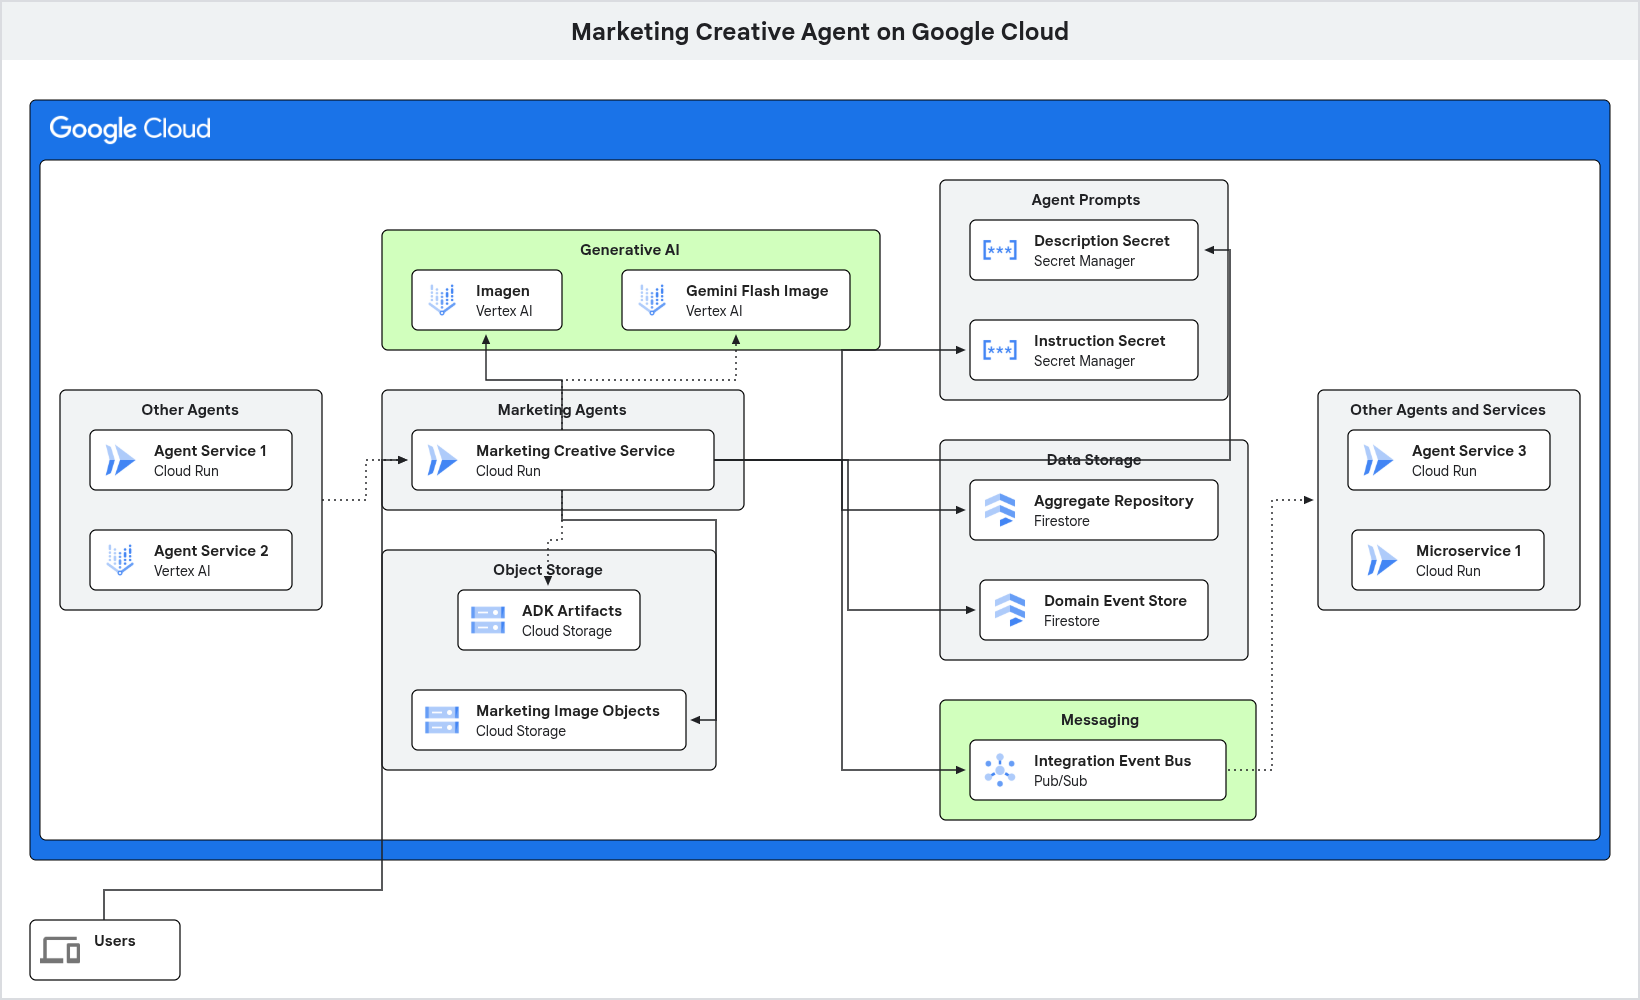 Marketing Creative Agent on Google Cloud
Google Cloud
Agent Prompts
Description Secret
Secret Manager
Instruction Secret
Secret Manager
Generative AI
Imagen
Vertex AI
Gemini Flash Image
Vertex AI
Other Agents
Agent Service 1
Cloud Run
Agent Service 2
Vertex AI
Marketing Agents
Marketing Creative Service
Cloud Run
Object Storage
ADK Artifacts
Cloud Storage
Marketing Image Objects
Cloud Storage
Data Storage
Aggregate Repository
Firestore
Domain Event Store
Firestore
Messaging
Integration Event Bus
Pub/Sub
Other Agents and Services
Agent Service 3
Cloud Run
Microservice 1
Cloud Run
Users